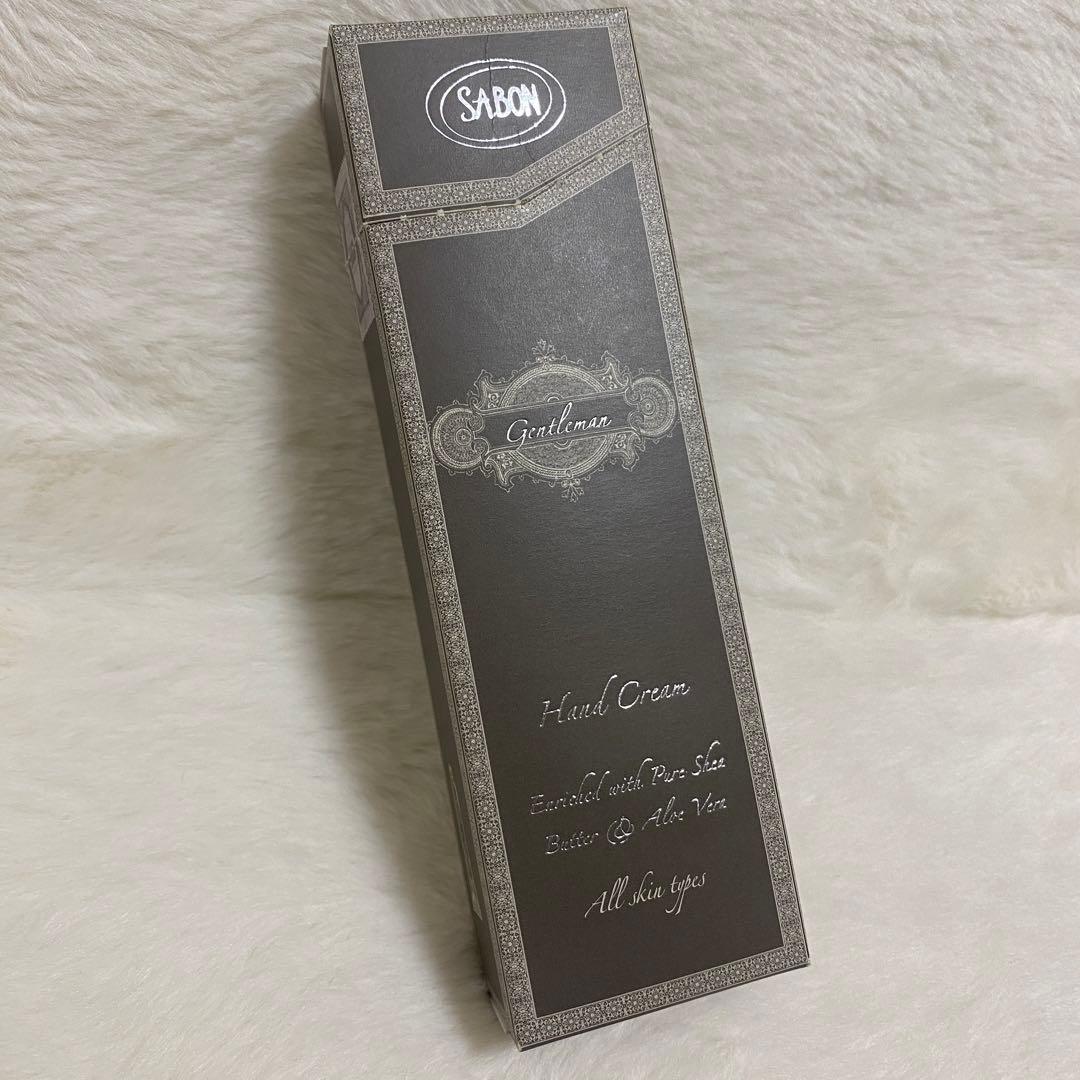 SABON
Gentleman
Hand Cream
Enriched with Pure Shea
Butter & Aloe Vera
All skin types